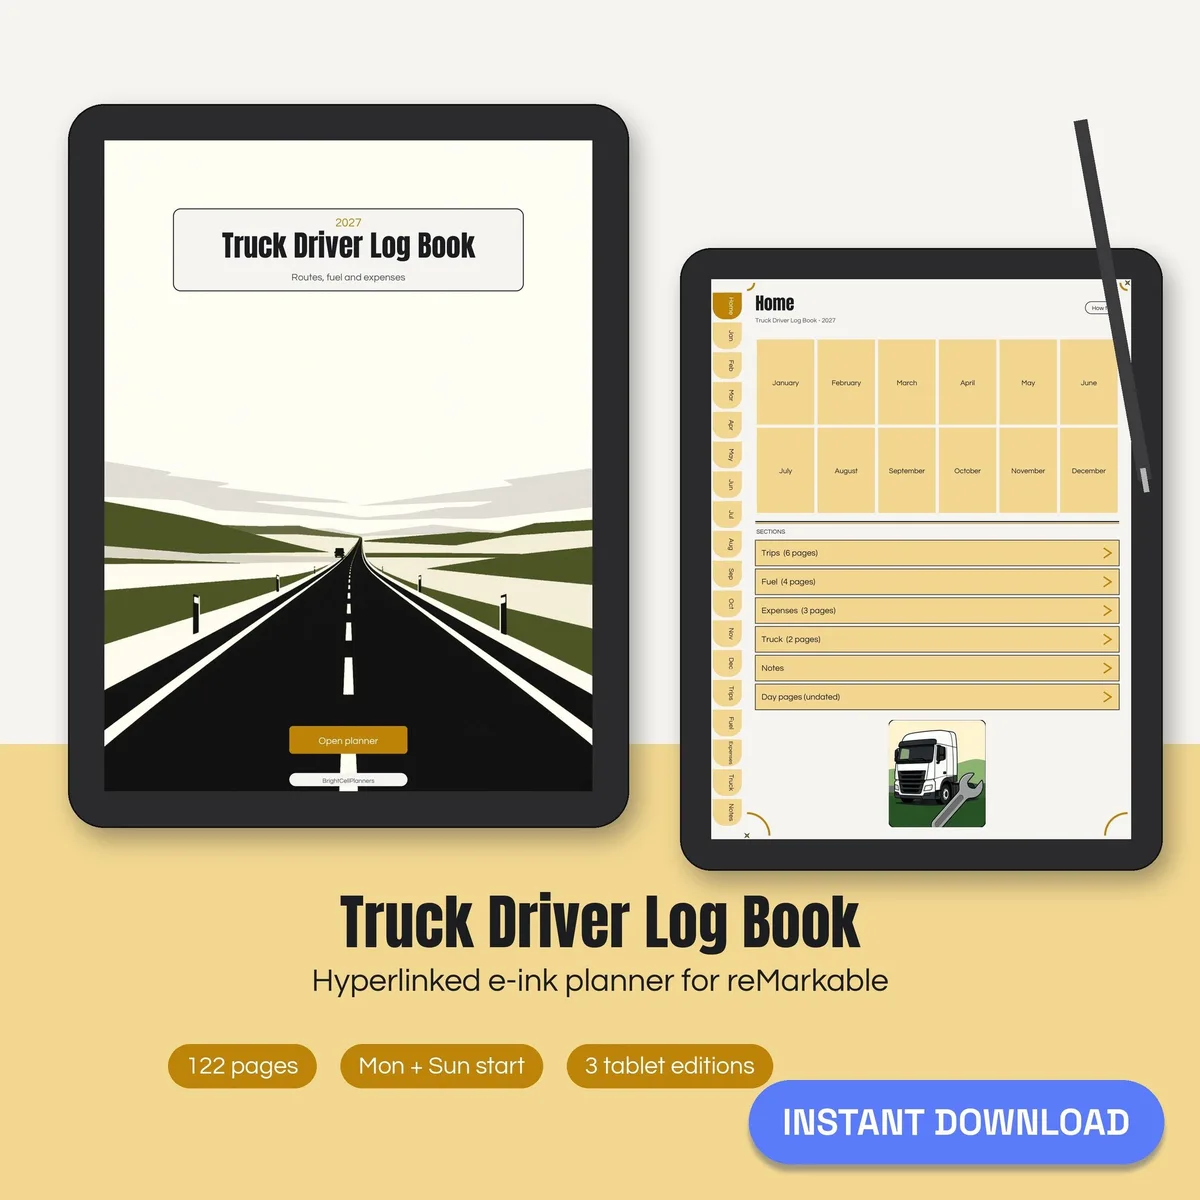 2027
Truck Driver Log Book
Routes, fuel and expenses
Open planner
BrightCellPlanners
Home
Truck Driver Log Book - 2027
How
Home
Jan
Feb
Mar
Apr
May
Jun
Jul
Aug
Sep
Oct
Nov
Dec
Trips
Fuel
Expenses
Truck
Notes
January February March April May June
July August September October November December
SECTIONS
Trips (6 pages)
Fuel (4 pages)
Expenses (3 pages)
Truck (2 pages)
Notes
Day pages (undated)
Truck Driver Log Book
Hyperlinked e-ink planner for reMarkable
122 pages Mon + Sun start 3 tablet editions
INSTANT DOWNLOAD